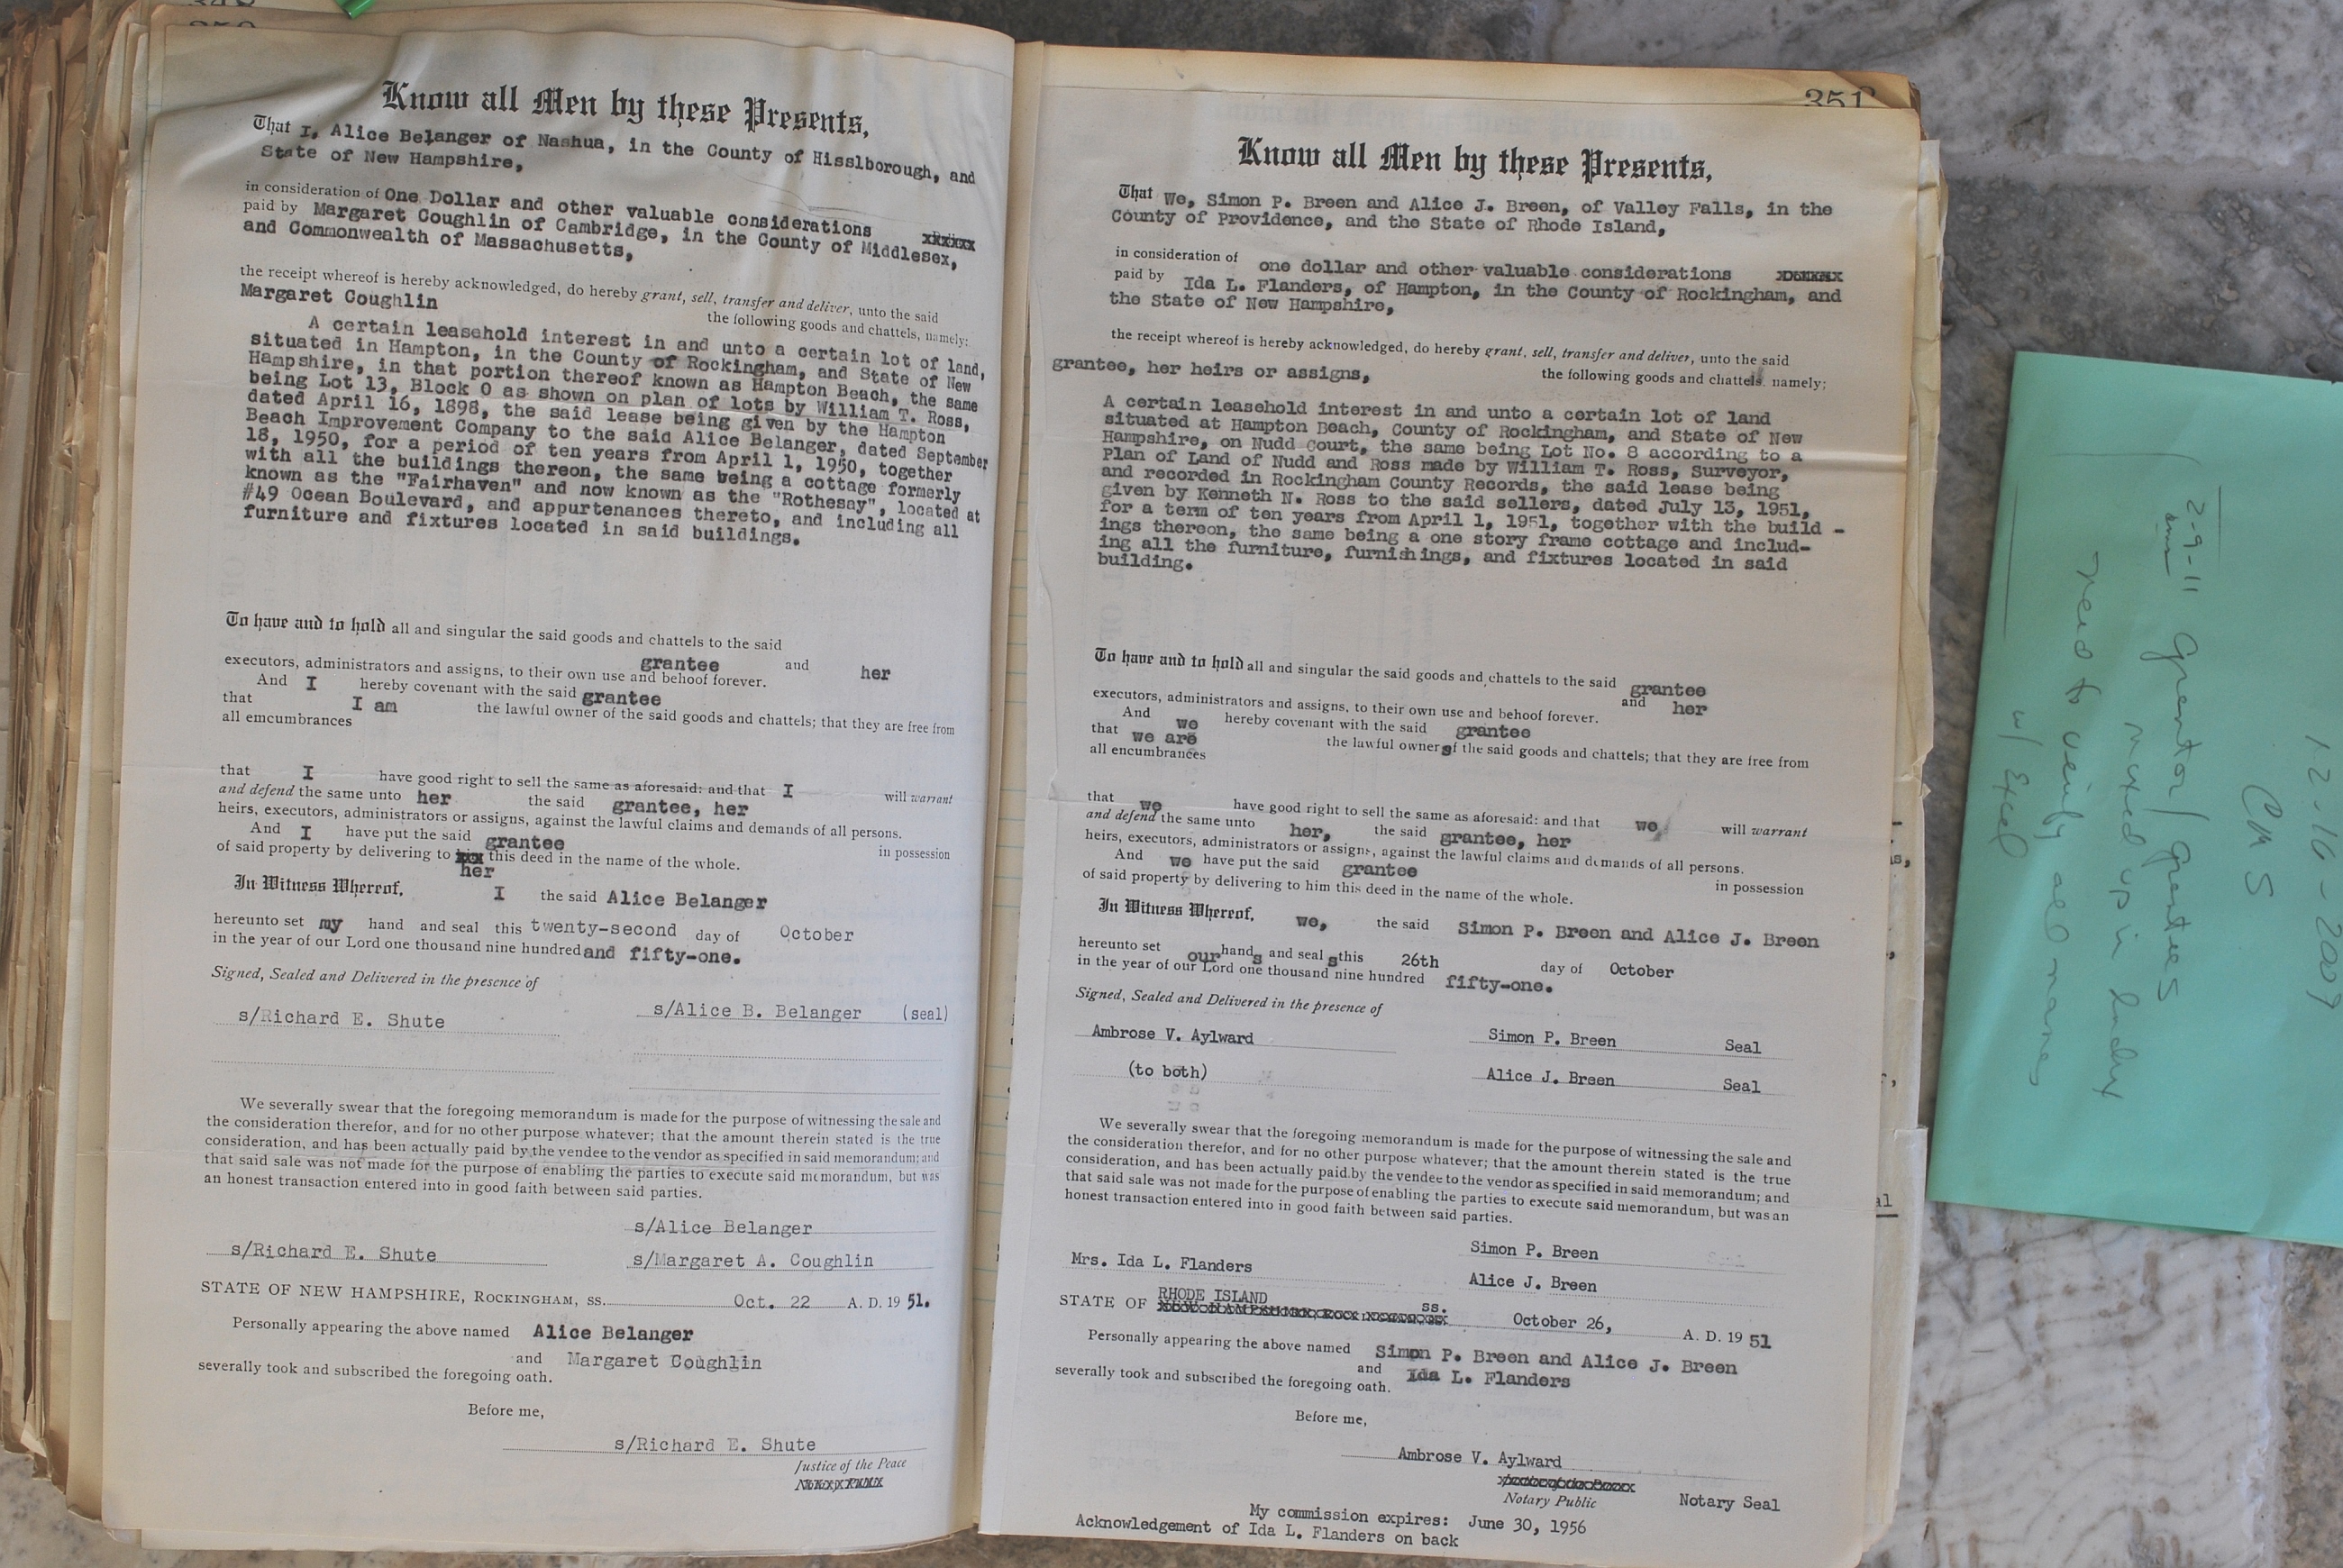 Know all Men by these Presents,
That I, Alice Belanger of Nashua, in the County of Hisslborough, and
State of New Hampshire,
in consideration of One Dollar and other valuable considerations xxxxxx
paid by Margaret Coughlin of Cambridge, in the County of Middlesex,
and Commonwealth of Massachusetts,
the receipt whereof is hereby acknowledged, do hereby grant, sell, transfer and deliver, unto the said
Margaret Coughlin
the following goods and chattels, namely:
A certain leasehold interest in and unto a certain lot of land,
situated in Hampton, in the County of Rockingham, and State of New
Hampshire, in that portion thereof known as Hampton Beach, the same
being Lot 13, Block O as shown on plan of lots by William T. Ross,
dated April 16, 1898, the said lease being given by the Hampton
Beach Improvement Company to the said Alice Belanger, dated September
18, 1950, for a period of ten years from April 1, 1950, together
with all the buildings thereon, the same being a cottage formerly
known as the "Fairhaven" and now known as the "Rothesay", located at
#49 Ocean Boulevard, and appurtenances thereto, and including all
furniture and fixtures located in said buildings.
To have and to hold all and singular the said goods and chattels to the said
grantee and her
executors, administrators and assigns, to their own use and behoof forever.
And I hereby covenant with the said grantee
that I am the lawful owner of the said goods and chattels; that they are free from
all emcumbrances
that I have good right to sell the same as aforesaid: and that I will warrant
and defend the same unto her the said grantee, her
heirs, executors, administrators or assigns, against the lawful claims and demands of all persons.
And I have put the said grantee in possession
of said property by delivering to xxx this deed in the name of the whole.
her
In Witness Whereof, I the said Alice Belanger
hereunto set my hand and seal this twenty-second day of October
in the year of our Lord one thousand nine hundred and fifty-one.
Signed, Sealed and Delivered in the presence of
s/Richard E. Shute s/Alice B. Belanger (seal)
We severally swear that the foregoing memorandum is made for the purpose of witnessing the sale and
the consideration therefor, and for no other purpose whatever; that the amount therein stated is the true
consideration, and has been actually paid by the vendee to the vendor as specified in said memorandum; and
that said sale was not made for the purpose of enabling the parties to execute said memorandum, but was
an honest transaction entered into in good faith between said parties.
s/Alice Belanger
s/Richard E. Shute s/Margaret A. Coughlin
STATE OF NEW HAMPSHIRE, ROCKINGHAM, SS. Oct. 22 A. D. 19 51.
Personally appearing the above named Alice Belanger
and Margaret Coughlin
severally took and subscribed the foregoing oath.
Before me,
s/Richard E. Shute
Justice of the Peace
351
Know all Men by these Presents,
That We, Simon P. Breen and Alice J. Breen, of Valley Falls, in the
County of Providence, and the State of Rhode Island,
in consideration of one dollar and other valuable considerations
paid by Ida L. Flanders, of Hampton, in the County of Rockingham, and
the State of New Hampshire,
the receipt whereof is hereby acknowledged, do hereby grant, sell, transfer and deliver, unto the said
grantee, her heirs or assigns, the following goods and chattels, namely:
A certain leasehold interest in and unto a certain lot of land
situated at Hampton Beach, County of Rockingham, and State of New
Hampshire, on Nudd Court, the same being Lot No. 8 according to a
Plan of Land of Nudd and Ross made by William T. Ross, Surveyor,
and recorded in Rockingham County Records, the said lease being
given by Kenneth N. Ross to the said sellers, dated July 13, 1951,
for a term of ten years from April 1, 1951, together with the build -
ings thereon, the same being a one story frame cottage and includ-
ing all the furniture, furnishings, and fixtures located in said
building.
To have and to hold all and singular the said goods and chattels to the said grantee
and her
executors, administrators and assigns, to their own use and behoof forever.
And we hereby covenant with the said grantee
that we are the lawful owners of the said goods and chattels; that they are free from
all encumbrances
that we have good right to sell the same as aforesaid: and that we will warrant
and defend the same unto her, the said grantee, her
heirs, executors, administrators or assigns, against the lawful claims and demands of all persons.
And we have put the said grantee in possession
of said property by delivering to him this deed in the name of the whole.
In Witness Whereof, we, the said Simon P. Breen and Alice J. Breen
hereunto set our hands and seals this 26th day of October
in the year of our Lord one thousand nine hundred fifty-one.
Signed, Sealed and Delivered in the presence of
Ambrose V. Aylward Simon P. Breen Seal
(to both) Alice J. Breen Seal
We severally swear that the foregoing memorandum is made for the purpose of witnessing the sale and
the consideration therefor, and for no other purpose whatever; that the amount therein stated is the true
consideration, and has been actually paid by the vendee to the vendor as specified in said memorandum; and
that said sale was not made for the purpose of enabling the parties to execute said memorandum, but was an
honest transaction entered into in good faith between said parties.
Simon P. Breen
Mrs. Ida L. Flanders Alice J. Breen
RHODE ISLAND
STATE OF ss. October 26, A. D. 19 51
Personally appearing the above named Simon P. Breen and Alice J. Breen
and Ida L. Flanders
severally took and subscribed the foregoing oath.
Before me,
Ambrose V. Aylward
Notary Public Notary Seal
My commission expires: June 30, 1956
Acknowledgement of Ida L. Flanders on back
12-16-2009
CMS
2-9-11 Grantor/grantees
mixed up in
need to verify all names
w/ Excel